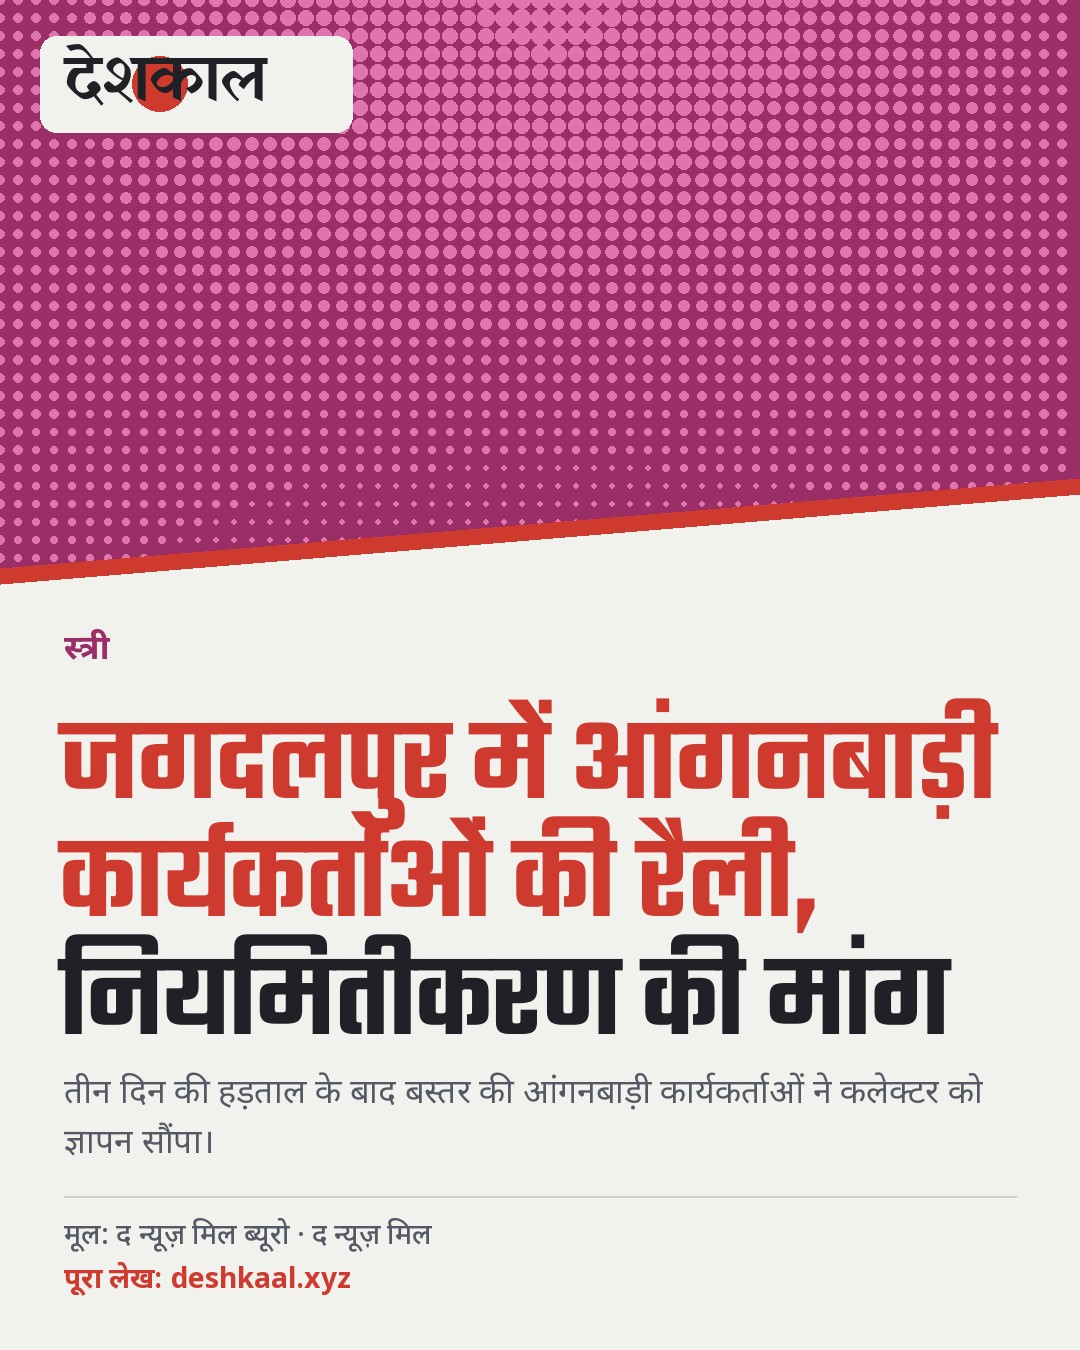 देशकाल
स्त्री
जगदलपुर में आंगनबाड़ी
कार्यकर्ताओं की रैली,
नियमितीकरण की मांग
तीन दिन की हड़ताल के बाद बस्तर की आंगनबाड़ी कार्यकर्ताओं ने कलेक्टर को
ज्ञापन सौंपा।
मूल: द न्यूज़ मिल ब्यूरो · द न्यूज़ मिल
पूरा लेख: deshkaal.xyz